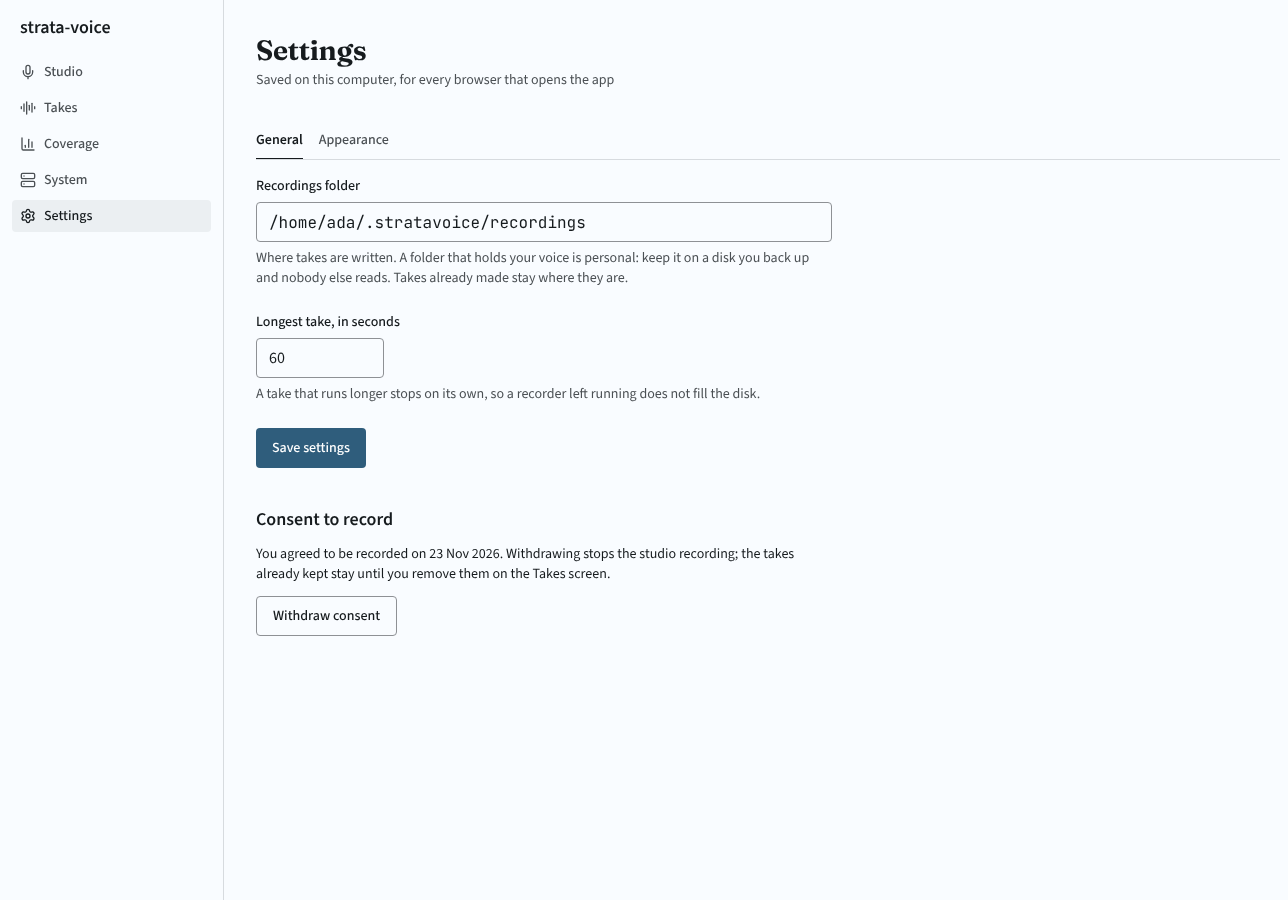 strata-voice
Studio
Takes
Coverage
System
Settings
Settings
Saved on this computer, for every browser that opens the app
General
Appearance
Recordings folder
/home/ada/.stratavoice/recordings
Where takes are written. A folder that holds your voice is personal: keep it on a disk you back up
and nobody else reads. Takes already made stay where they are.
Longest take, in seconds
60
A take that runs longer stops on its own, so a recorder left running does not fill the disk.
Save settings
Consent to record
You agreed to be recorded on 23 Nov 2026. Withdrawing stops the studio recording; the takes
already kept stay until you remove them on the Takes screen.
Withdraw consent